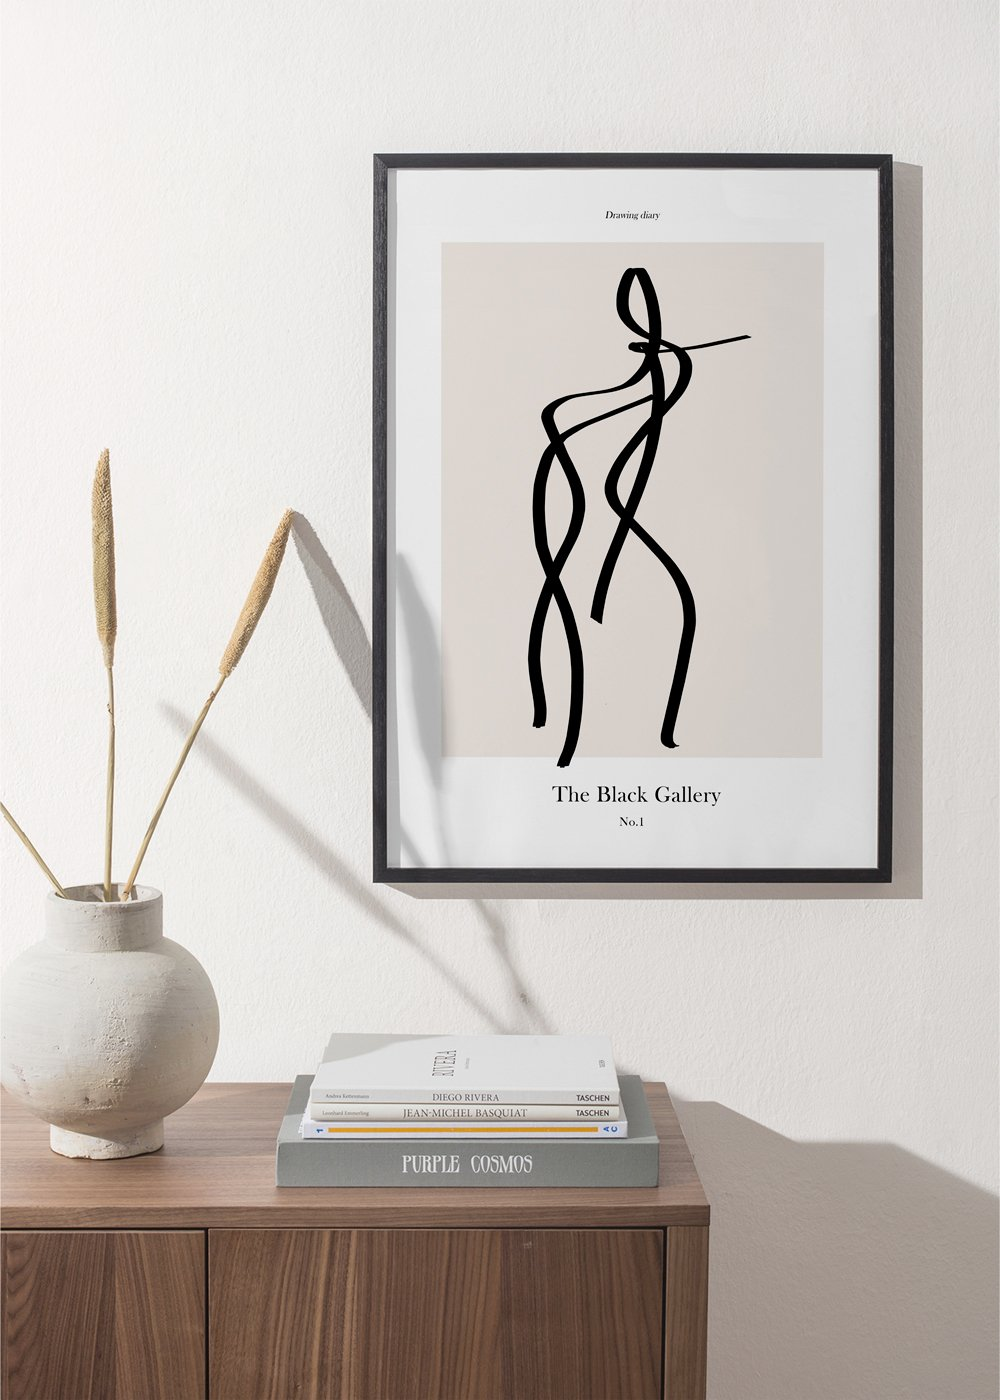 Drawing diary
The Black Gallery
No.1
RIVERA
Andrea Kettenmann DIEGO RIVERA TASCHEN
Leonhard Emmerling JEAN-MICHEL BASQUIAT TASCHEN
1 A C
PURPLE COSMOS